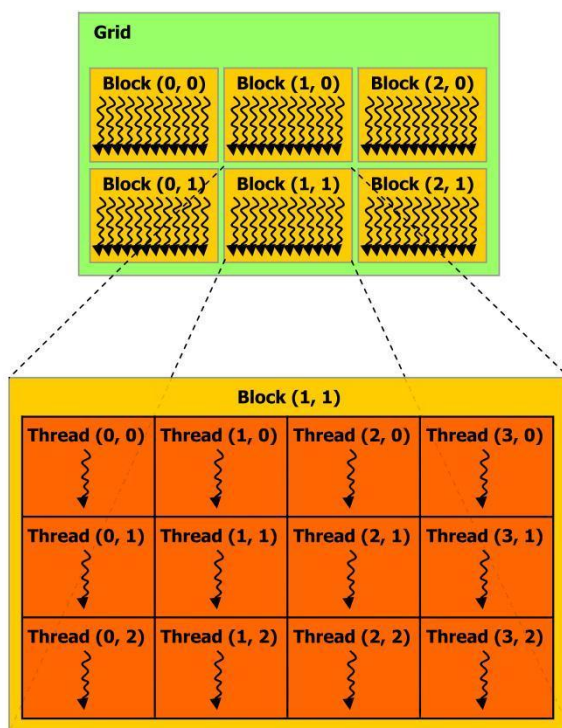 Grid
Block (0, 0) Block (1, 0) Block (2, 0)
Block (0, 1) Block (1, 1) Block (2, 1)
Block (1, 1)
Thread (0, 0) Thread (1, 0) Thread (2, 0) Thread (3, 0)
Thread (0, 1) Thread (1, 1) Thread (2, 1) Thread (3, 1)
Thread (0, 2) Thread (1, 2) Thread (2, 2) Thread (3, 2)